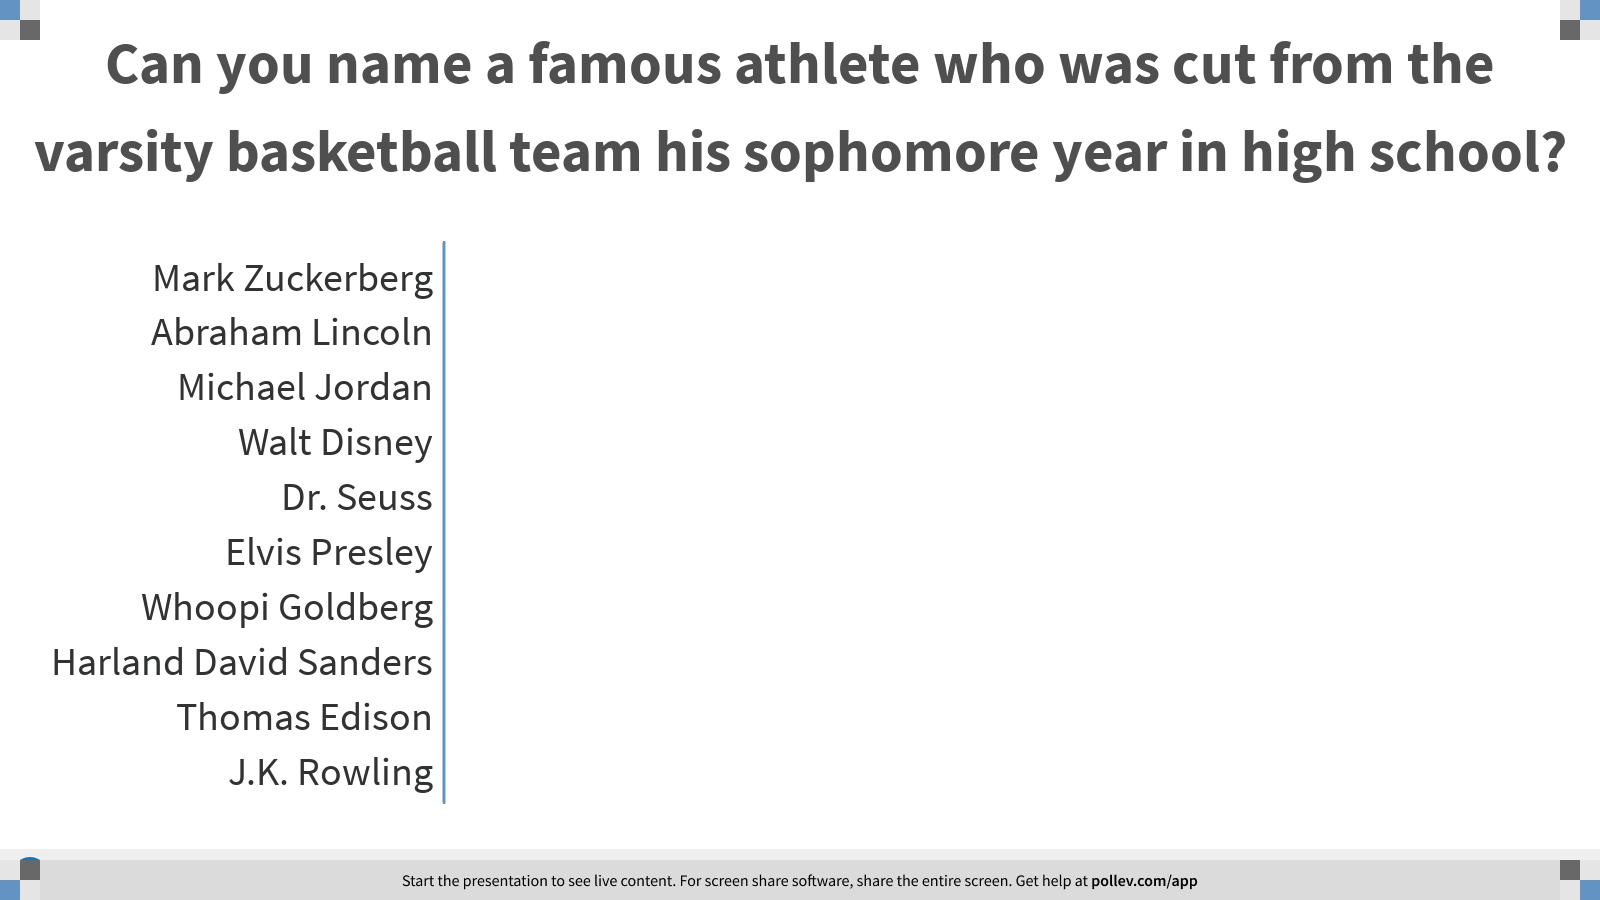 Can you name a famous athlete who was cut from the
varsity basketball team his sophomore year in high school?
Mark Zuckerberg
Abraham Lincoln
Michael Jordan
Walt Disney
Dr. Seuss
Elvis Presley
Whoopi Goldberg
Harland David Sanders
Thomas Edison
J.K. Rowling
Start the presentation to see live content. For screen share software, share the entire screen. Get help at pollev.com/app